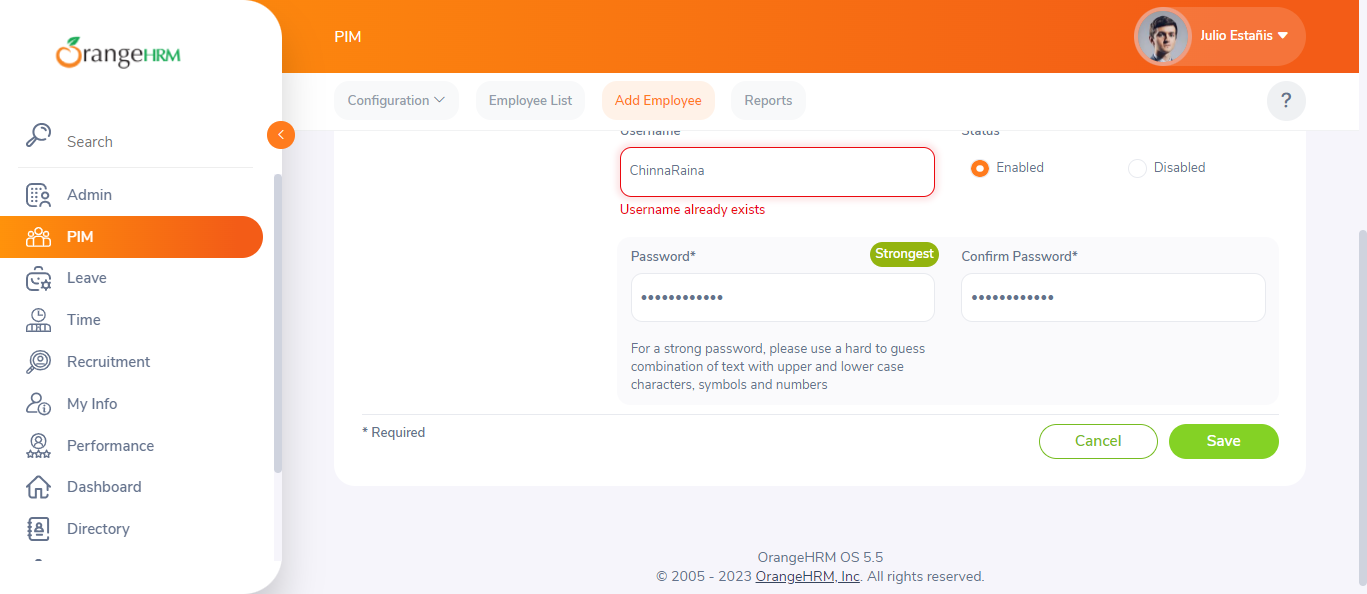 OrangeHRM
PIM
Julio Estañis
Configuration
Employee List
Add Employee
Reports
?
Search
Admin
PIM
Leave
Time
Recruitment
My Info
Performance
Dashboard
Directory
Username
Status
ChinnaRaina
Enabled
Disabled
Username already exists
Password*
Strongest
Confirm Password*
••••••••••••
••••••••••••
For a strong password, please use a hard to guess
combination of text with upper and lower case
characters, symbols and numbers
* Required
Cancel
Save
OrangeHRM OS 5.5
© 2005 - 2023 OrangeHRM, Inc. All rights reserved.